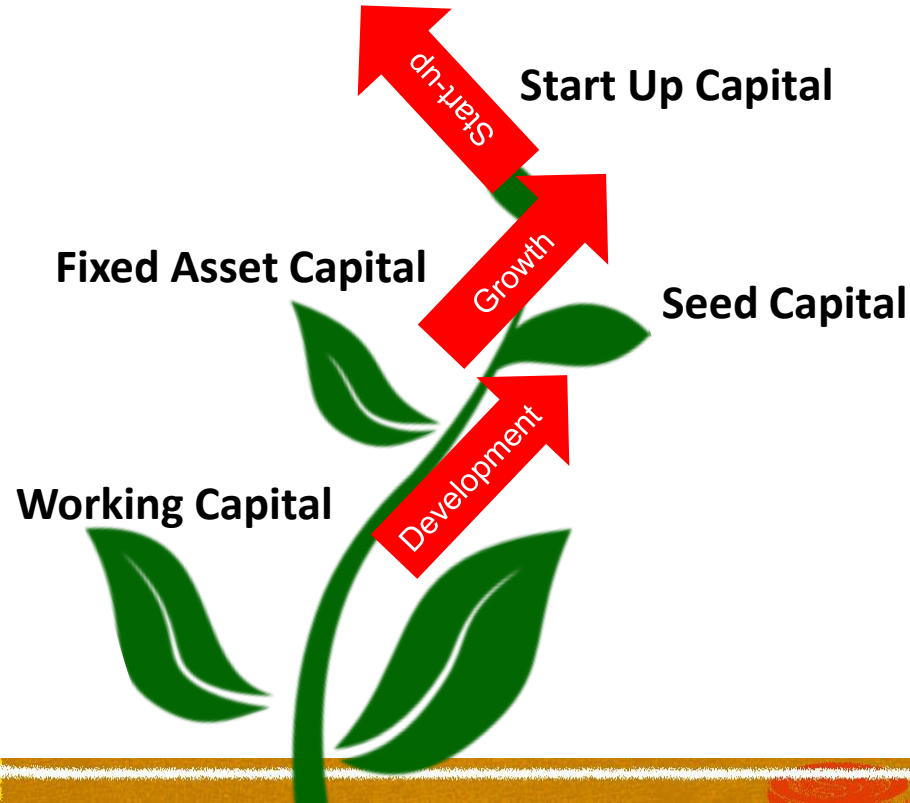 Start-up
Start Up Capital
Growth
Fixed Asset Capital
Seed Capital
Development
Working Capital